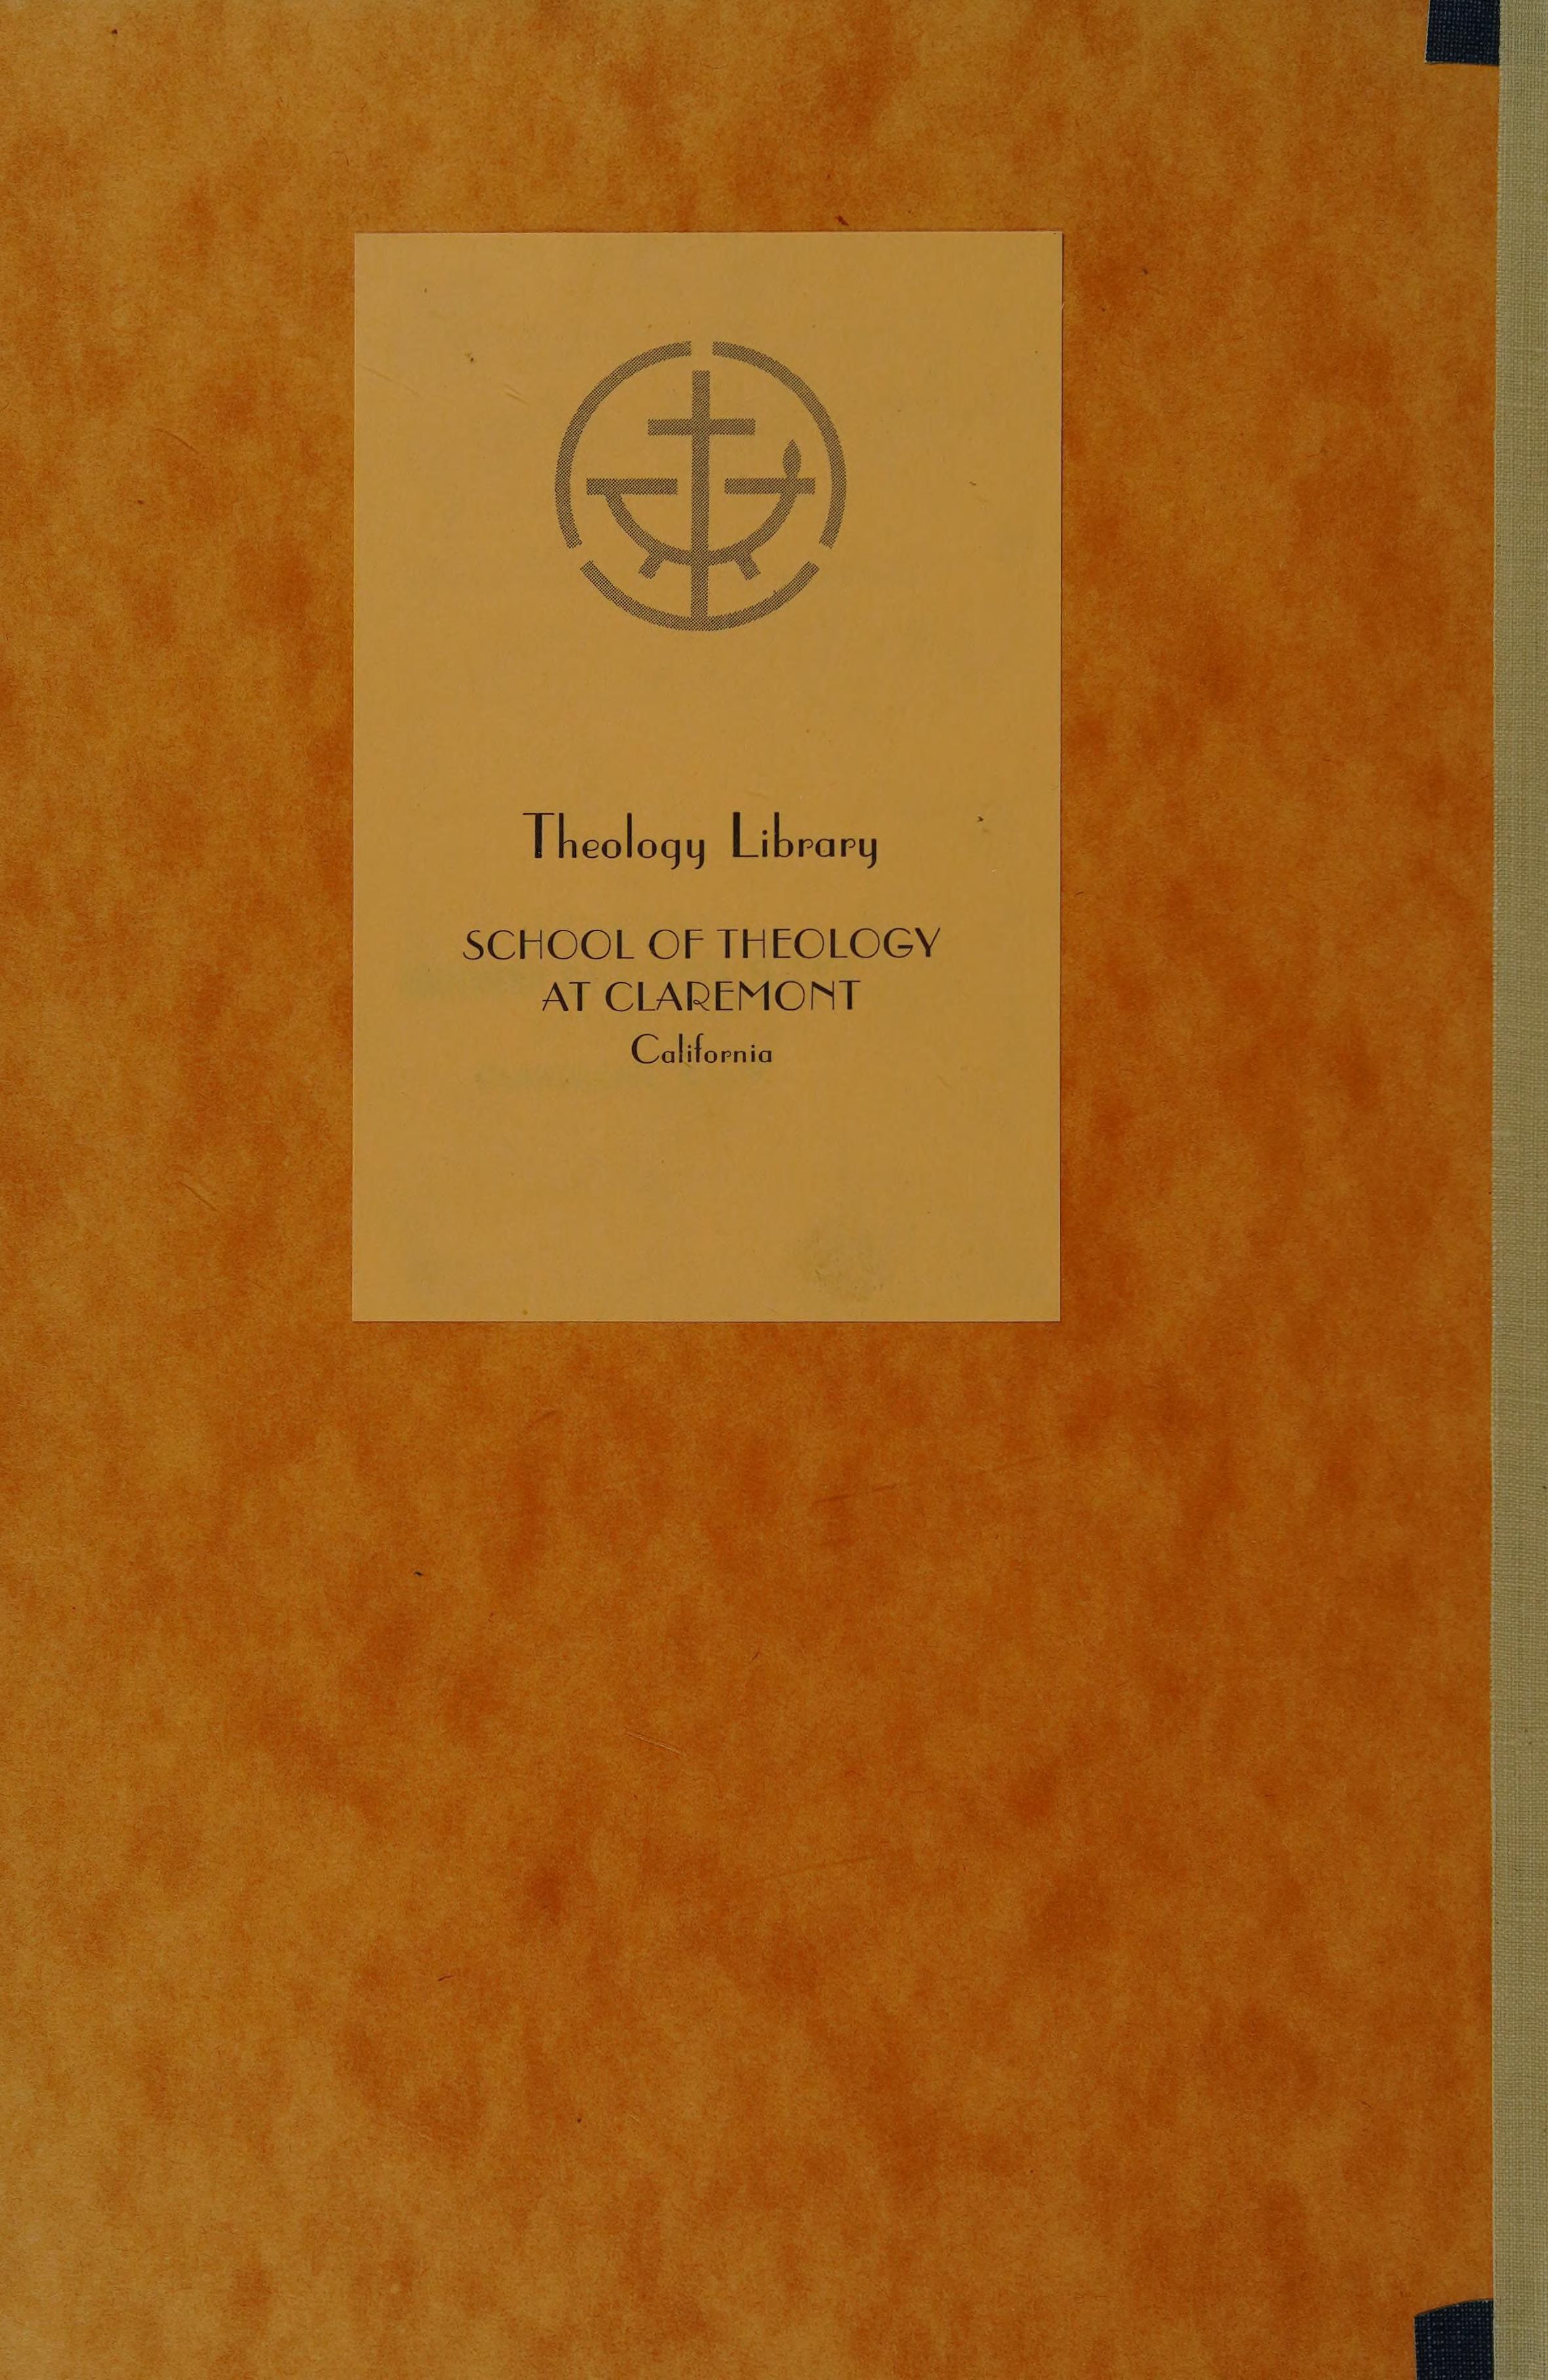 Theology Library
SCHOOL OF THEOLOGY
AT CLAREMONT
California